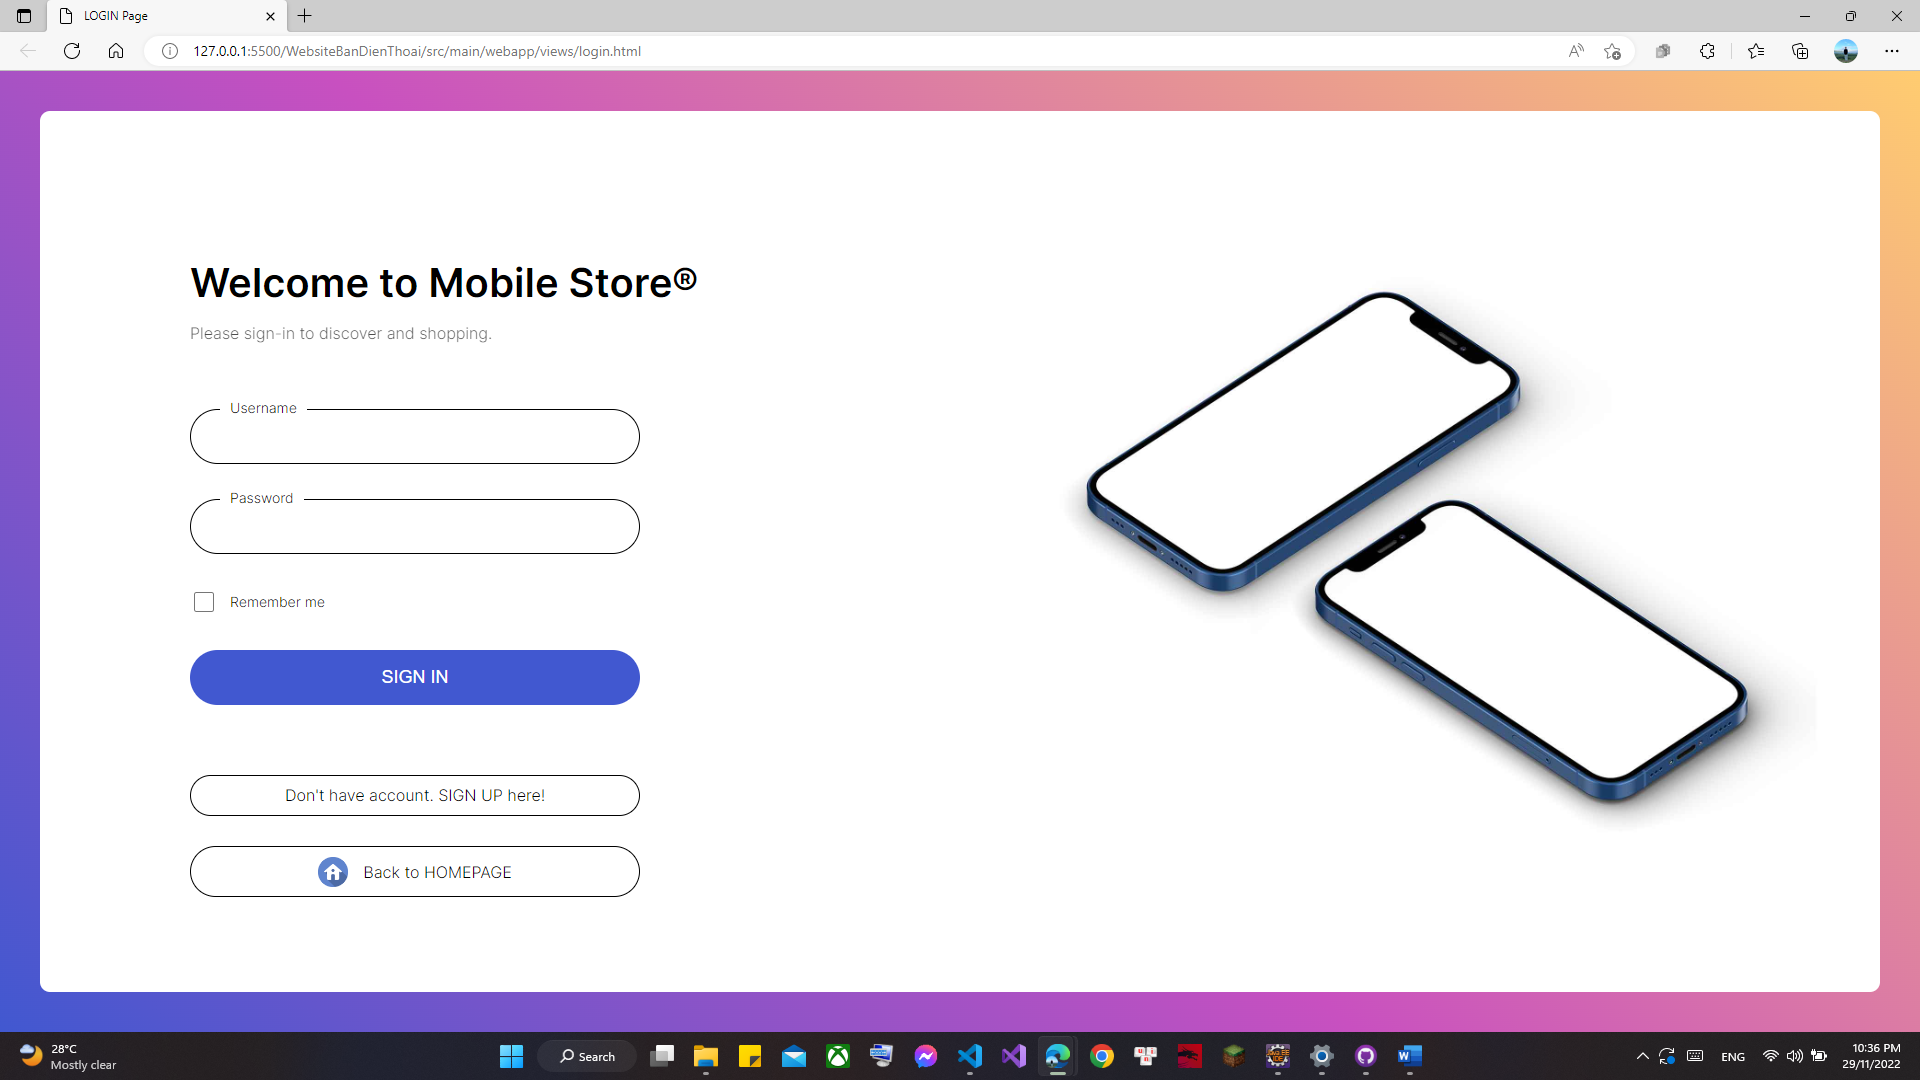 LOGIN Page
127.0.0.1:5500/WebsiteBanDienThoai/src/main/webapp/views/login.html
Welcome to Mobile Store®
Please sign-in to discover and shopping.
Username
Password
Remember me
SIGN IN
Don't have account. SIGN UP here!
Back to HOMEPAGE
28°C
Mostly clear
Search
ENG
10:36 PM
29/11/2022